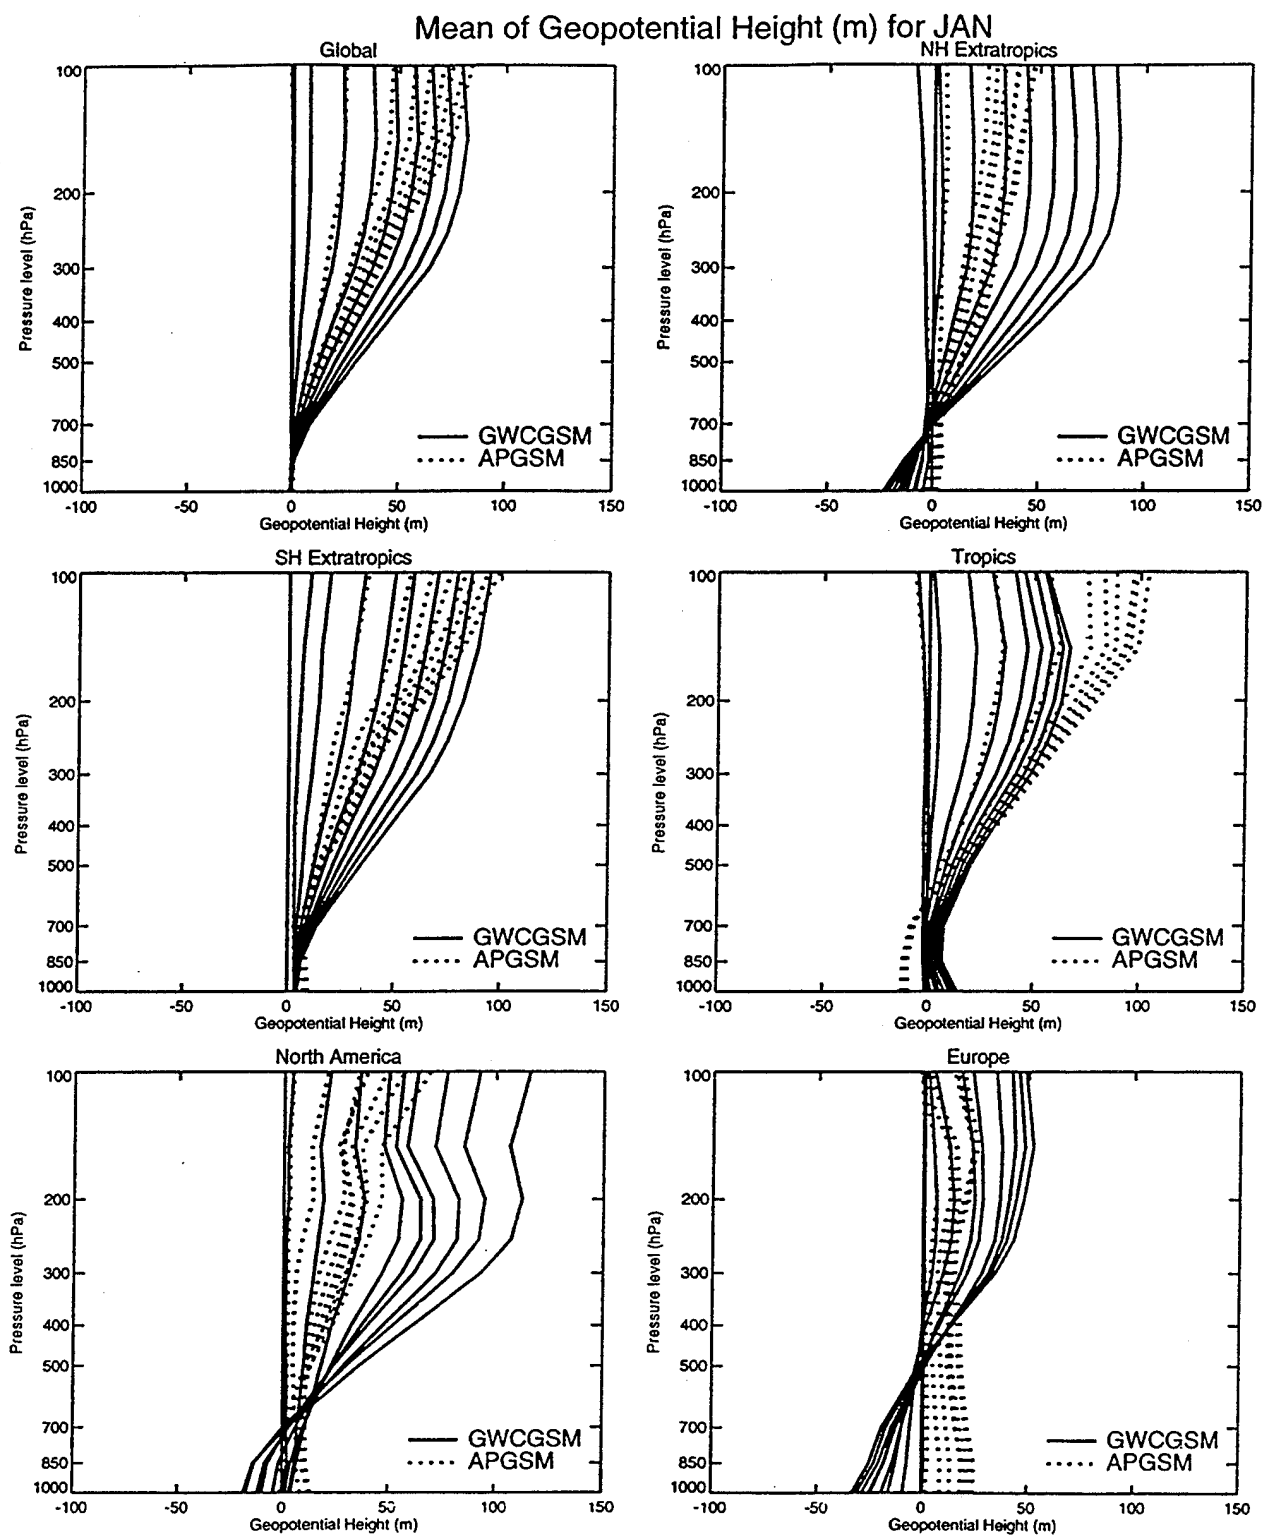 Mean of Geopotential Height (m) for JAN
Global
100
200
300
400
500
700
850
1000
Pressure level (hPa)
GWCGSM
APGSM
-100 -50 0 50 100 150
Geopotential Height (m)
NH Extratropics
100
200
300
400
500
700
850
1000
Pressure level (hPa)
GWCGSM
APGSM
-100 -50 0 50 100 150
Geopotential Height (m)
SH Extratropics
100
200
300
400
500
700
850
1000
Pressure level (hPa)
GWCGSM
APGSM
-100 -50 0 50 100 150
Geopotential Height (m)
Tropics
100
200
300
400
500
700
850
1000
Pressure level (hPa)
GWCGSM
APGSM
-100 -50 0 50 100 150
Geopotential Height (m)
North America
100
200
300
400
500
700
850
1000
Pressure level (hPa)
GWCGSM
APGSM
-100 -50 0 50 100 150
Geopotential Height (m)
Europe
100
200
300
400
500
700
850
1000
Pressure level (hPa)
GWCGSM
APGSM
-100 -50 0 50 100 150
Geopotential Height (m)